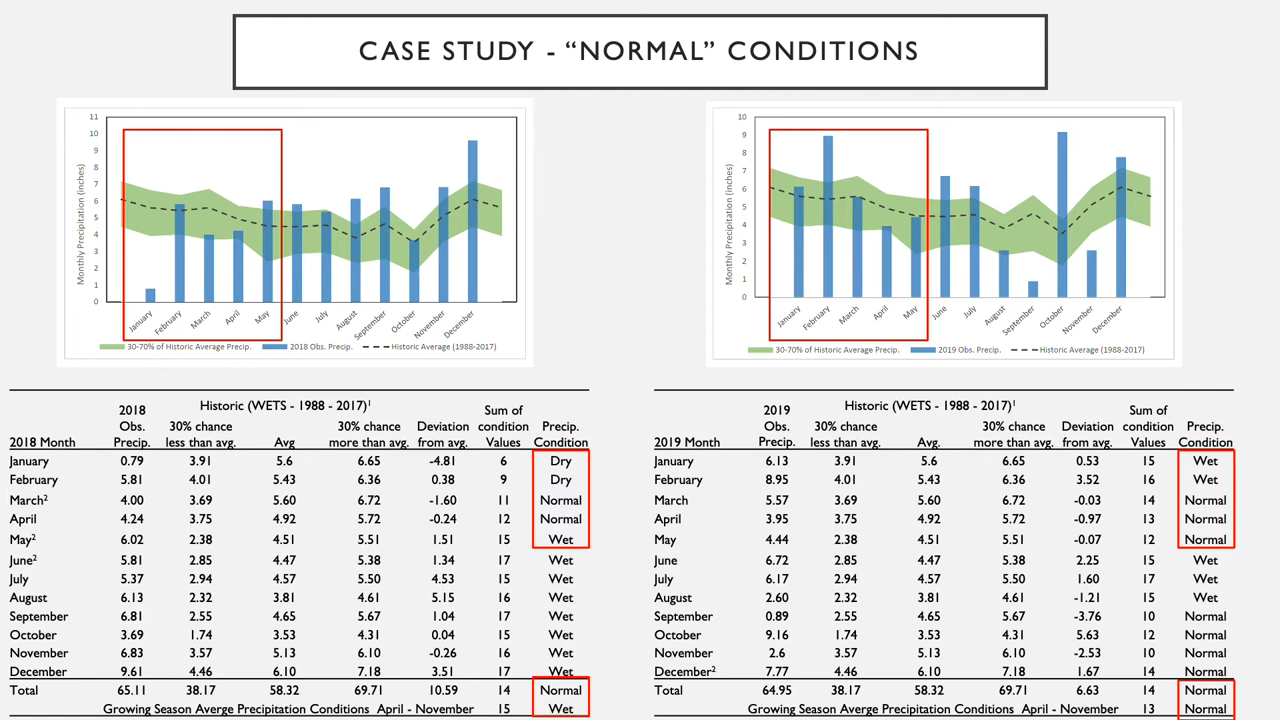 CASE STUDY - “NORMAL” CONDITIONS
Monthly Precipitation (inches)
11
10
9
8
7
6
5
4
3
2
1
0
January
February
March
April
May
June
July
August
September
October
November
December
30-70% of Historic Average Precip.
2018 Obs. Precip.
Historic Average (1988-2017)
Monthly Precipitation (inches)
10
9
8
7
6
5
4
3
2
1
0
January
February
March
April
May
June
July
August
September
October
November
December
30-70% of Historic Average Precip.
2019 Obs. Precip.
Historic Average (1988-2017)
Historic (WETS - 1988 - 2017)¹
2018 Month
2018 Obs. Precip.
30% chance less than avg.
Avg
30% chance more than avg.
Deviation from avg.
Sum of condition Values
Precip. Condition
January 0.79 3.91 5.6 6.65 -4.81 6 Dry
February 5.81 4.01 5.43 6.36 0.38 9 Dry
March² 4.00 3.69 5.60 6.72 -1.60 11 Normal
April 4.24 3.75 4.92 5.72 -0.24 12 Normal
May² 6.02 2.38 4.51 5.51 1.51 15 Wet
June² 5.81 2.85 4.47 5.38 1.34 17 Wet
July 5.37 2.94 4.57 5.50 4.53 15 Wet
August 6.13 2.32 3.81 4.61 5.15 16 Wet
September 6.81 2.55 4.65 5.67 1.04 17 Wet
October 3.69 1.74 3.53 4.31 0.04 15 Wet
November 6.83 3.57 5.13 6.10 -0.26 16 Wet
December 9.61 4.46 6.10 7.18 3.51 17 Wet
Total 65.11 38.17 58.32 69.71 10.59 14 Normal
Growing Season Averge Precipitation Conditions April - November 15 Wet
Historic (WETS - 1988 - 2017)¹
2019 Month
2019 Obs. Precip.
30% chance less than avg.
Avg.
30% chance more than avg.
Deviation from avg.
Sum of condition Values
Precip. Condition
January 6.13 3.91 5.6 6.65 0.53 15 Wet
February 8.95 4.01 5.43 6.36 3.52 16 Wet
March 5.57 3.69 5.60 6.72 -0.03 14 Normal
April 3.95 3.75 4.92 5.72 -0.97 13 Normal
May 4.44 2.38 4.51 5.51 -0.07 12 Normal
June 6.72 2.85 4.47 5.38 2.25 15 Wet
July 6.17 2.94 4.57 5.50 1.60 17 Wet
August 2.60 2.32 3.81 4.61 -1.21 15 Wet
September 0.89 2.55 4.65 5.67 -3.76 10 Normal
October 9.16 1.74 3.53 4.31 5.63 12 Normal
November 2.6 3.57 5.13 6.10 -2.53 10 Normal
December² 7.77 4.46 6.10 7.18 1.67 14 Normal
Total 64.95 38.17 58.32 69.71 6.63 14 Normal
Growing Season Averge Precipitation Conditions April - November 13 Normal